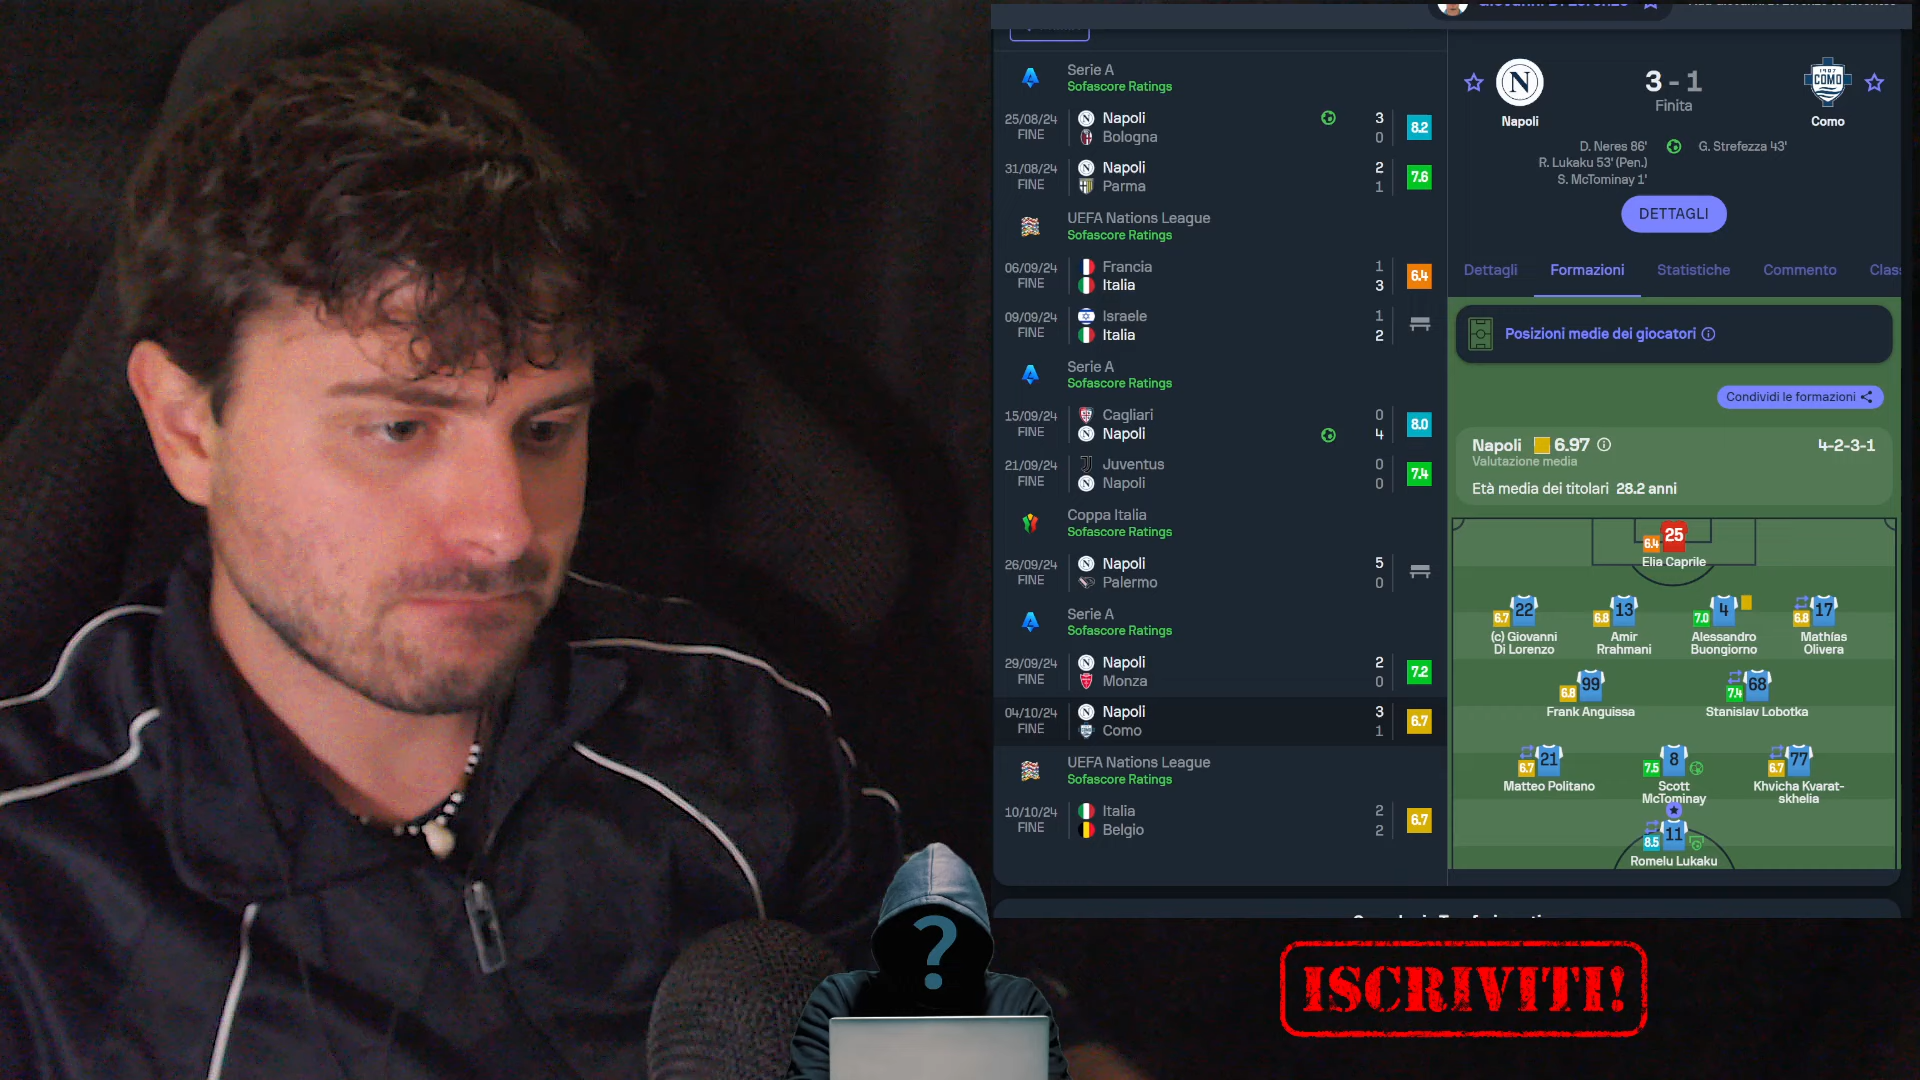 Serie A
Sofascore Ratings
25/08/24
FINE
Napoli 3
Bologna 0
8.2
31/08/24
FINE
Napoli 2
Parma 1
7.6
UEFA Nations League
Sofascore Ratings
06/09/24
FINE
Francia 1
Italia 3
6.4
09/09/24
FINE
Israele 1
Italia 2
Serie A
Sofascore Ratings
15/09/24
FINE
Cagliari 0
Napoli 4
8.0
21/09/24
FINE
Juventus 0
Napoli 0
7.4
Coppa Italia
Sofascore Ratings
26/09/24
FINE
Napoli 5
Palermo 0
Serie A
Sofascore Ratings
29/09/24
FINE
Napoli 2
Monza 0
7.2
04/10/24
FINE
Napoli 3
Como 1
6.7
UEFA Nations League
Sofascore Ratings
10/10/24
FINE
Italia 2
Belgio 2
6.7
N
3 - 1
1907
COMO
Finita
Napoli
Como
D. Neres 86'
G. Strefezza 43'
R. Lukaku 53' (Pen.)
S. McTominay 1'
DETTAGLI
Dettagli Formazioni Statistiche Commento Clas
Posizioni medie dei giocatori
Condividi le formazioni
Napoli 6.97 4-2-3-1
Valutazione media
Età media dei titolari 28.2 anni
25
6.4
Elia Caprile
22 13 4 17
6.7 6.8 7.0 6.8
(c) Giovanni Di Lorenzo
Amir Rrahmani
Alessandro Buongiorno
Mathías Olivera
99 68
6.8 7.4
Frank Anguissa
Stanislav Lobotka
21 8 77
6.7 7.5 6.7
Matteo Politano
Scott McTominay
Khvicha Kvarat-skhelia
11
8.5
Romelu Lukaku
?
ISCRIVITI!